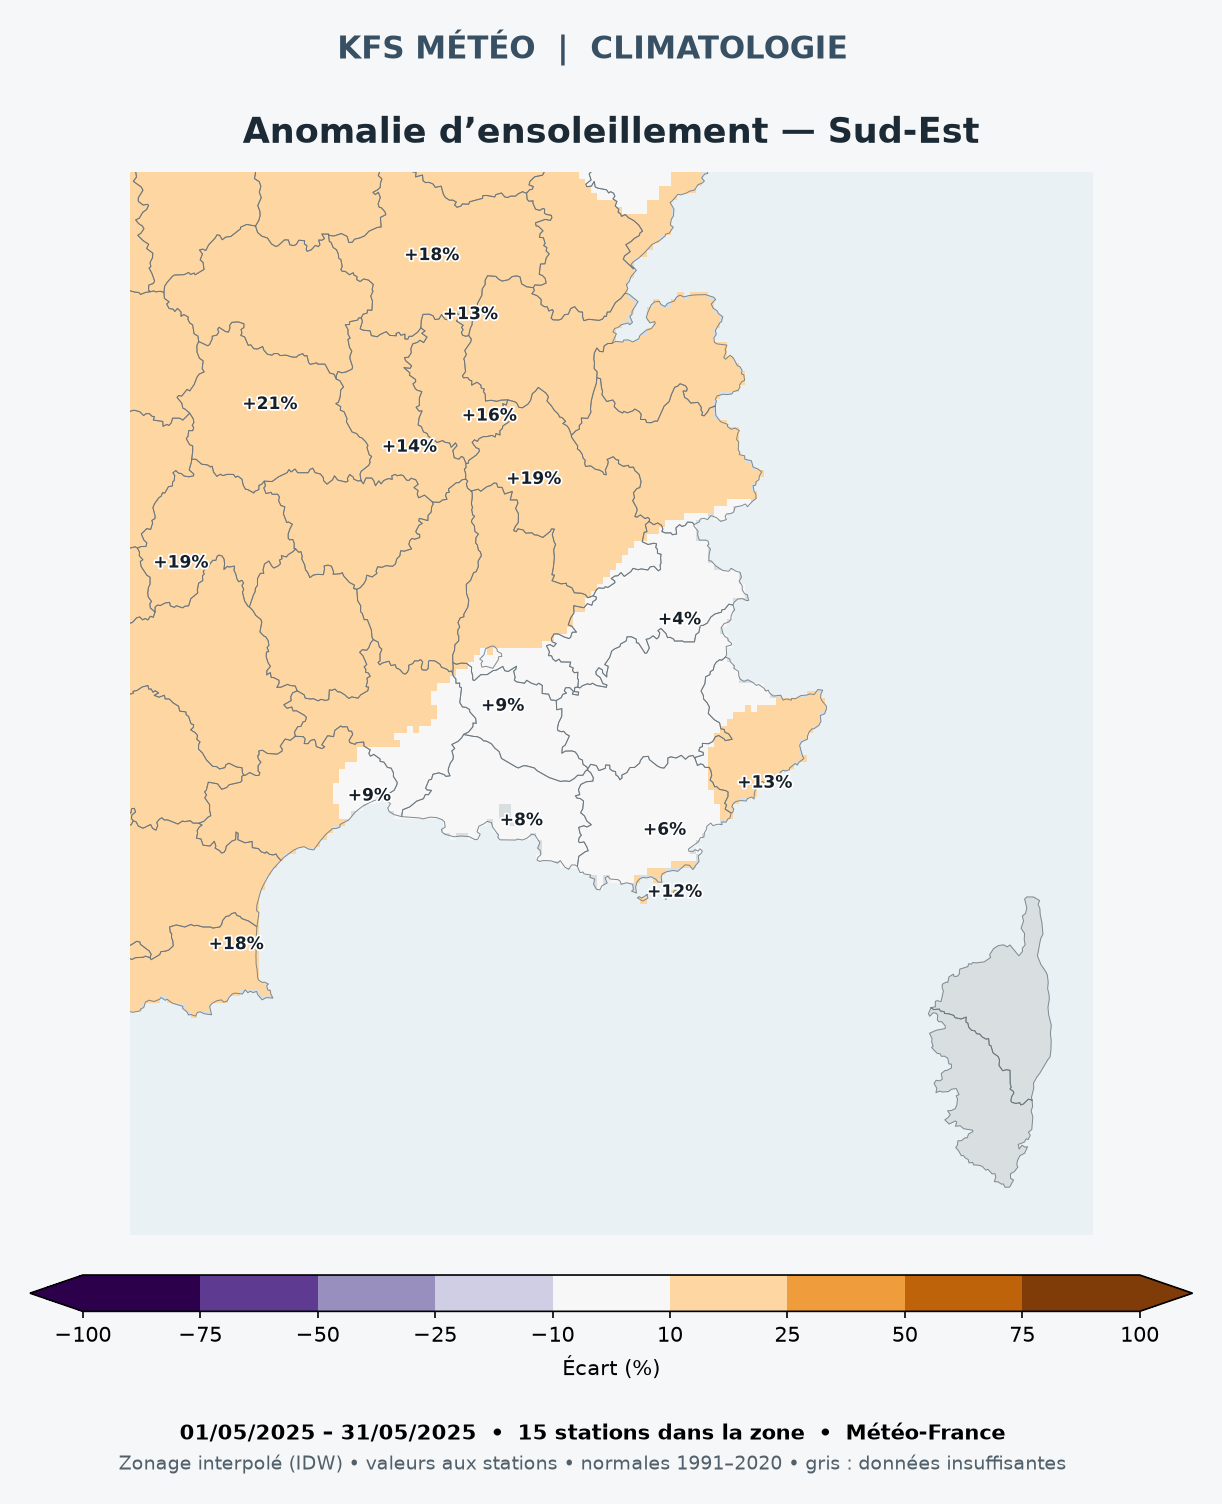 KFS MÉTÉO | CLIMATOLOGIE
Anomalie d’ensoleillement — Sud-Est
+18%
+13%
+21%
+16%
+14%
+19%
+19%
+4%
+9%
+13%
+9%
+8%
+6%
+12%
+18%
−100 −75 −50 −25 −10 10 25 50 75 100
Écart (%)
01/05/2025 – 31/05/2025 • 15 stations dans la zone • Météo-France
Zonage interpolé (IDW) • valeurs aux stations • normales 1991–2020 • gris : données insuffisantes